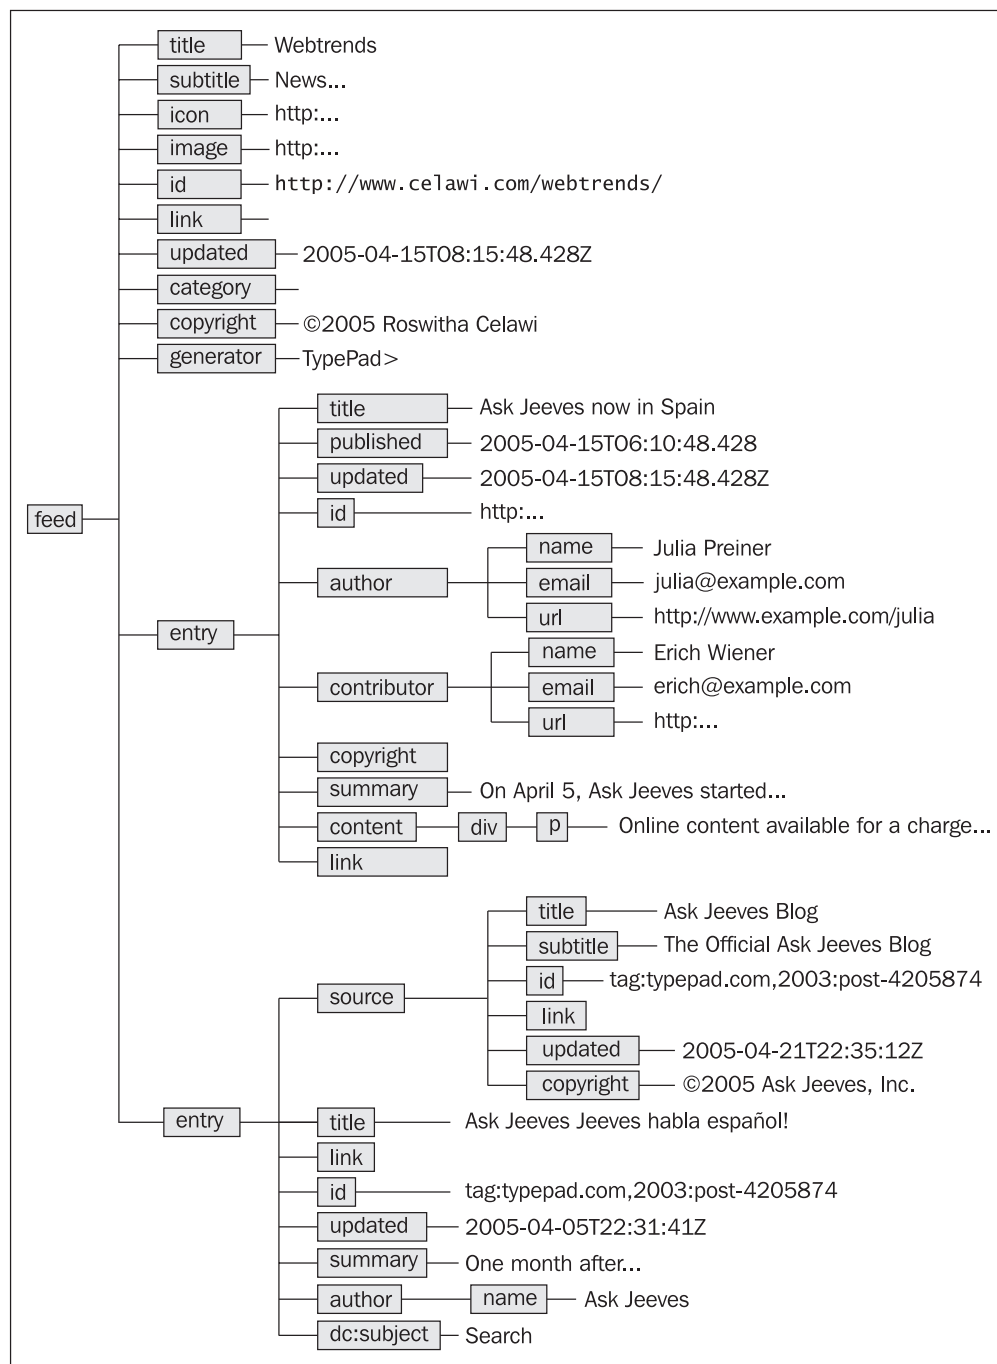 title Webtrends
subtitle News...
icon http:...
image http:...
id http://www.celawi.com/webtrends/
link
updated 2005-04-15T08:15:48.428Z
category
copyright ©2005 Roswitha Celawi
generator TypePad>
title Ask Jeeves now in Spain
published 2005-04-15T06:10:48.428
updated 2005-04-15T08:15:48.428Z
feed
id http:...
name Julia Preiner
author email julia@example.com
url http://www.example.com/julia
entry
name Erich Wiener
contributor email erich@example.com
url http:...
copyright
summary On April 5, Ask Jeeves started...
content div p Online content available for a charge...
link
title Ask Jeeves Blog
subtitle The Official Ask Jeeves Blog
id tag:typepad.com,2003:post-4205874
source
link
updated 2005-04-21T22:35:12Z
copyright ©2005 Ask Jeeves, Inc.
entry title Ask Jeeves Jeeves habla español!
link
id tag:typepad.com,2003:post-4205874
updated 2005-04-05T22:31:41Z
summary One month after...
author name Ask Jeeves
dc:subject Search